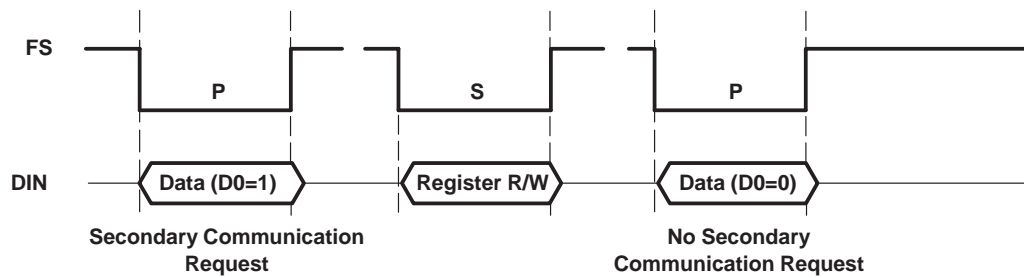 FS
P
S
P
DIN
Data (D0=1)
Register R/W
Data (D0=0)
Secondary Communication
Request
No Secondary
Communication Request